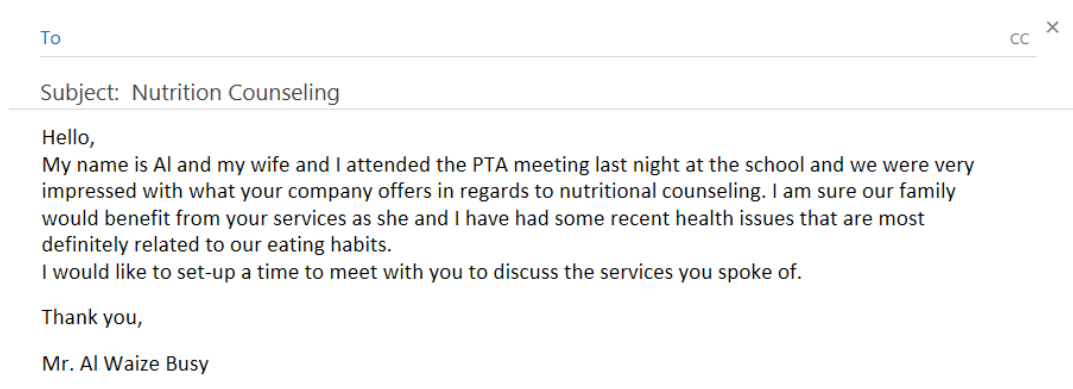 To
CC ×
Subject: Nutrition Counseling
Hello,
My name is Al and my wife and I attended the PTA meeting last night at the school and we were very
impressed with what your company offers in regards to nutritional counseling. I am sure our family
would benefit from your services as she and I have had some recent health issues that are most
definitely related to our eating habits.
I would like to set-up a time to meet with you to discuss the services you spoke of.
Thank you,
Mr. Al Waize Busy